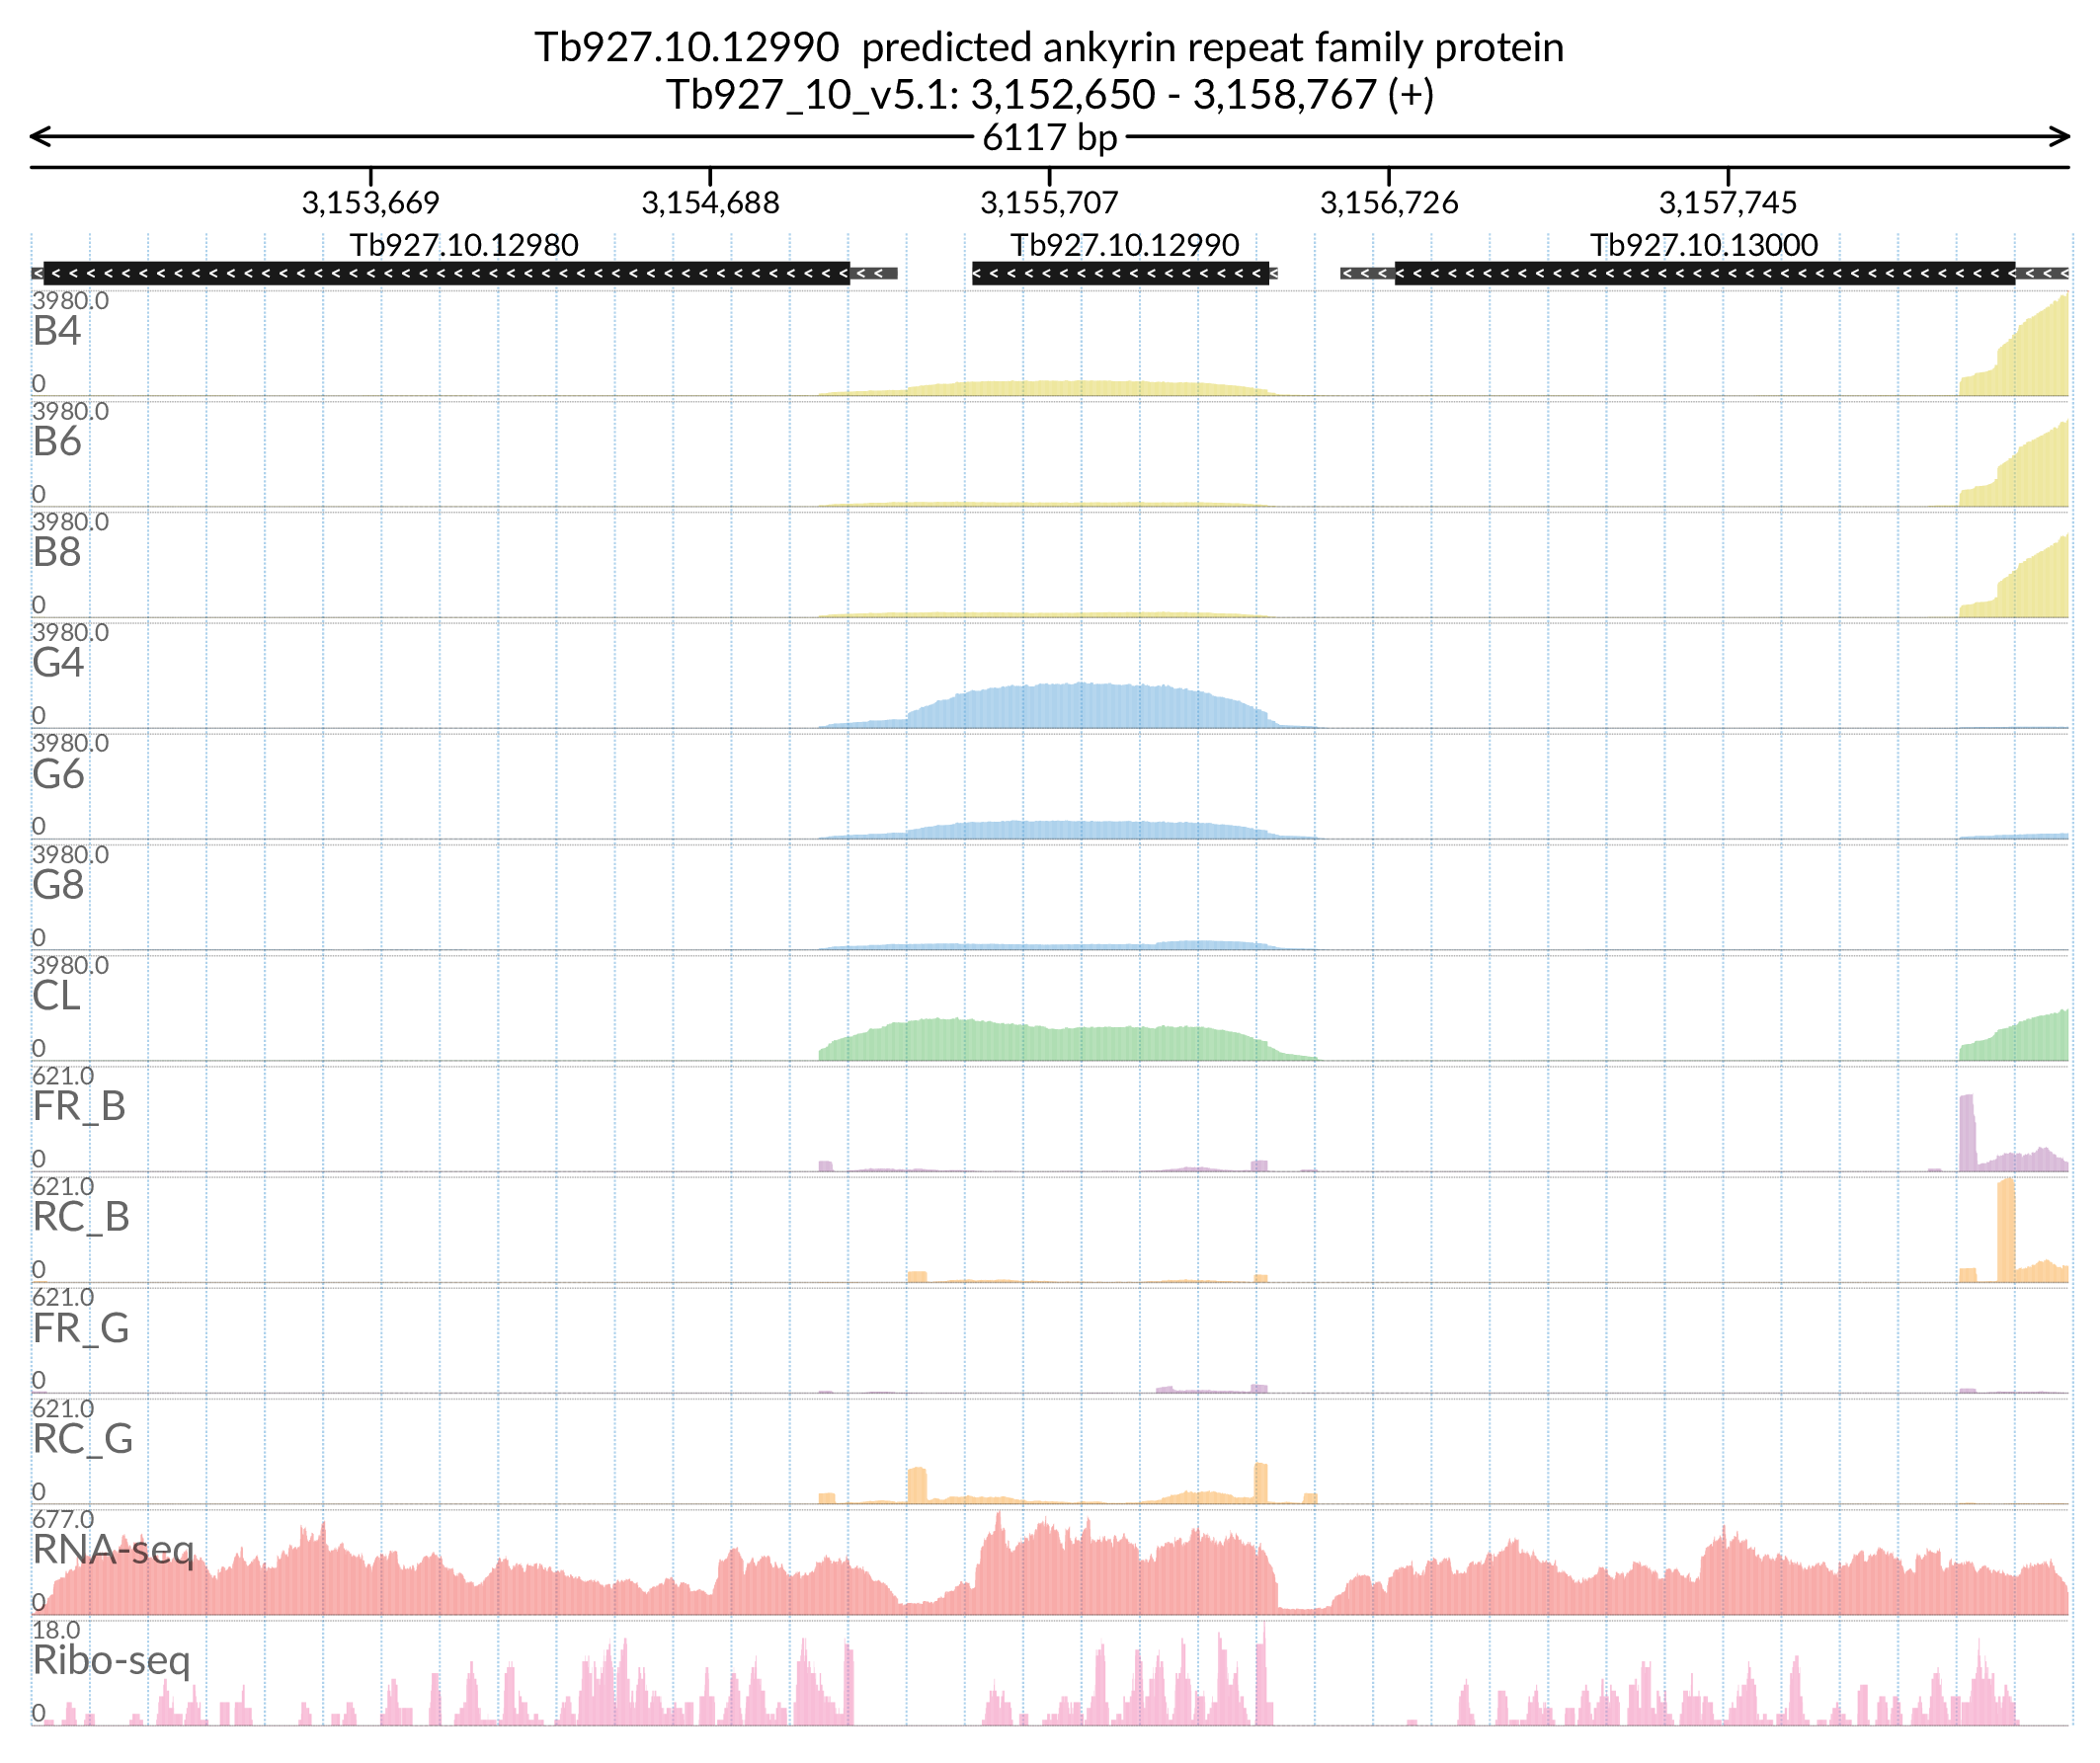 Tb927.10.12990 predicted ankyrin repeat family protein
Tb927_10_v5.1: 3,152,650 - 3,158,767 (+)
6117 bp
3,153,669 3,154,688 3,155,707 3,156,726 3,157,745
Tb927.10.12980 Tb927.10.12990 Tb927.10.13000
3980.0
B4
0
3980.0
B6
0
3980.0
B8
0
3980.0
G4
0
3980.0
G6
0
3980.0
G8
0
3980.0
CL
0
621.0
FR_B
0
621.0
RC_B
0
621.0
FR_G
0
621.0
RC_G
0
677.0
RNA-seq
0
18.0
Ribo-seq
0